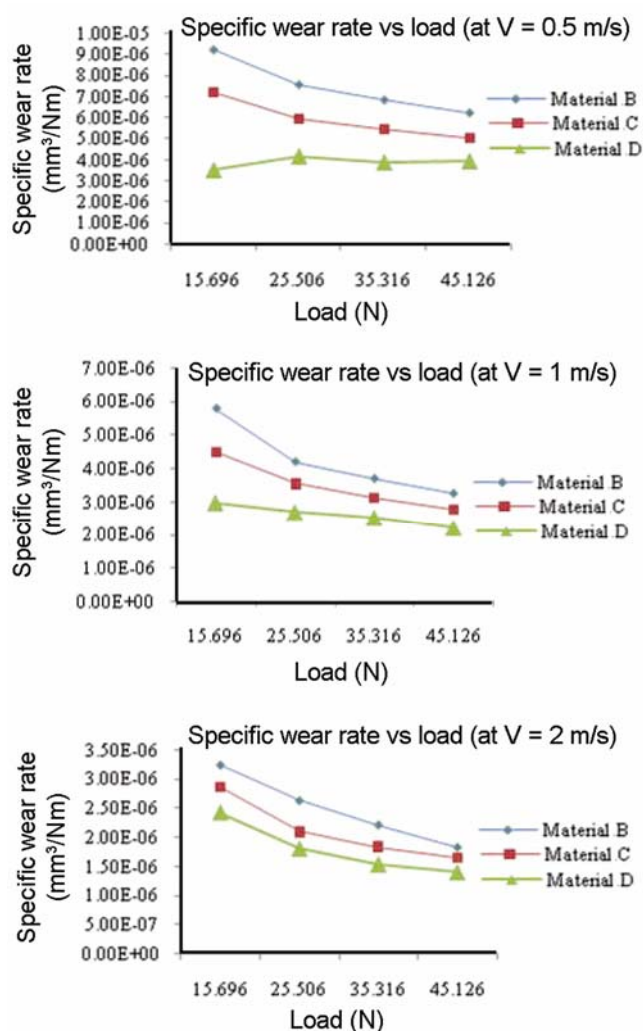 Specific wear rate vs load (at V = 0.5 m/s)
Specific wear rate
(mm³/Nm)
1.00E-05
9.00E-06
8.00E-06
7.00E-06
6.00E-06
5.00E-06
4.00E-06
3.00E-06
2.00E-06
1.00E-06
0.00E+00
Material.B
Material.C
Material.D
15.696 25.506 35.316 45.126
Load (N)
Specific wear rate vs load (at V = 1 m/s)
Specific wear rate
(mm³/Nm)
7.00E-06
6.00E-06
5.00E-06
4.00E-06
3.00E-06
2.00E-06
1.00E-06
0.00E+00
Material.B
Material.C
Material.D
15.696 25.506 35.316 45.126
Load (N)
Specific wear rate vs load (at V = 2 m/s)
Specific wear rate
(mm³/Nm)
3.50E-06
3.00E-06
2.50E-06
2.00E-06
1.50E-06
1.00E-06
5.00E-07
0.00E+00
Material.B
Material.C
Material.D
15.696 25.506 35.316 45.126
Load (N)